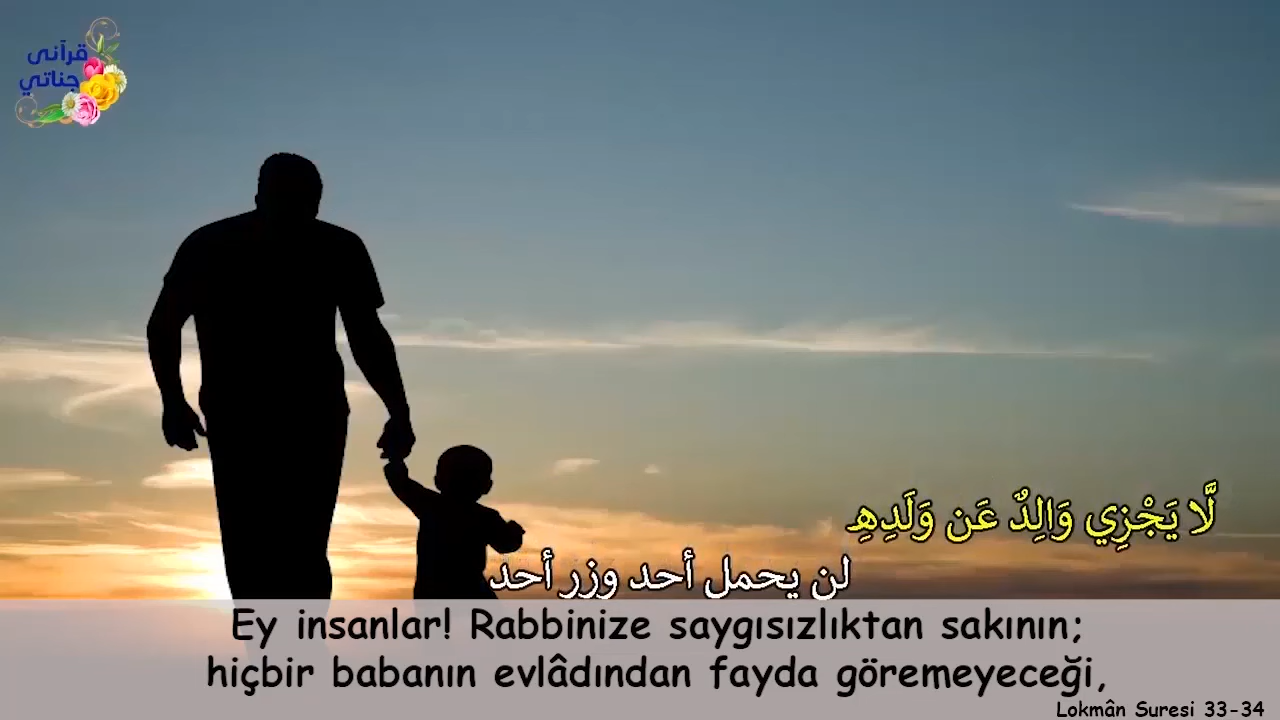 قرآنى
جناتي
لَّا يَجْزِي وَالِدٌ عَن وَلَدِهِ
لن يحمل أحد وزر أحد
Ey insanlar! Rabbinize saygısızlıktan sakının;
hiçbir babanın evlâdından fayda göremeyeceği,
Lokmân Suresi 33-34